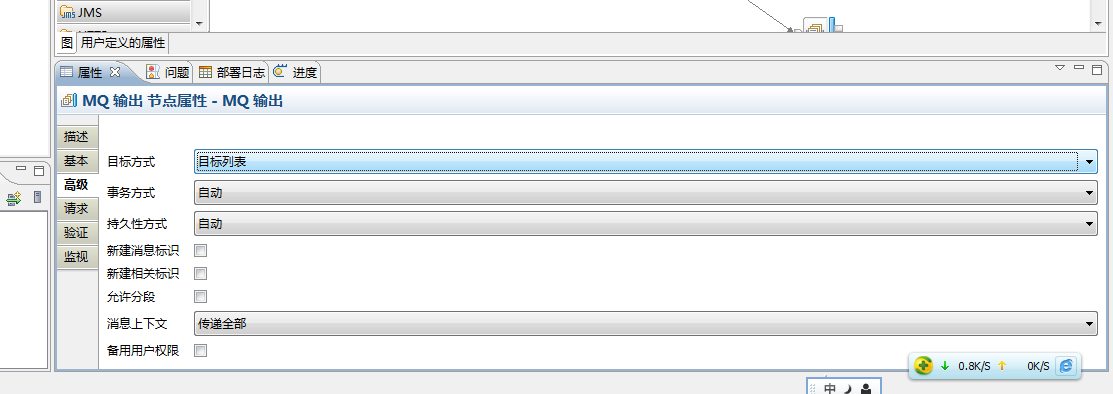 JMS
图 用户定义的属性
属性 问题 部署日志 进度
MQ 输出 节点属性 - MQ 输出
描述
基本
高级
请求
验证
监视
目标方式 目标列表
事务方式 自动
持久性方式 自动
新建消息标识
新建相关标识
允许分段
消息上下文 传递全部
备用用户权限
0.8K/S 0K/S
中